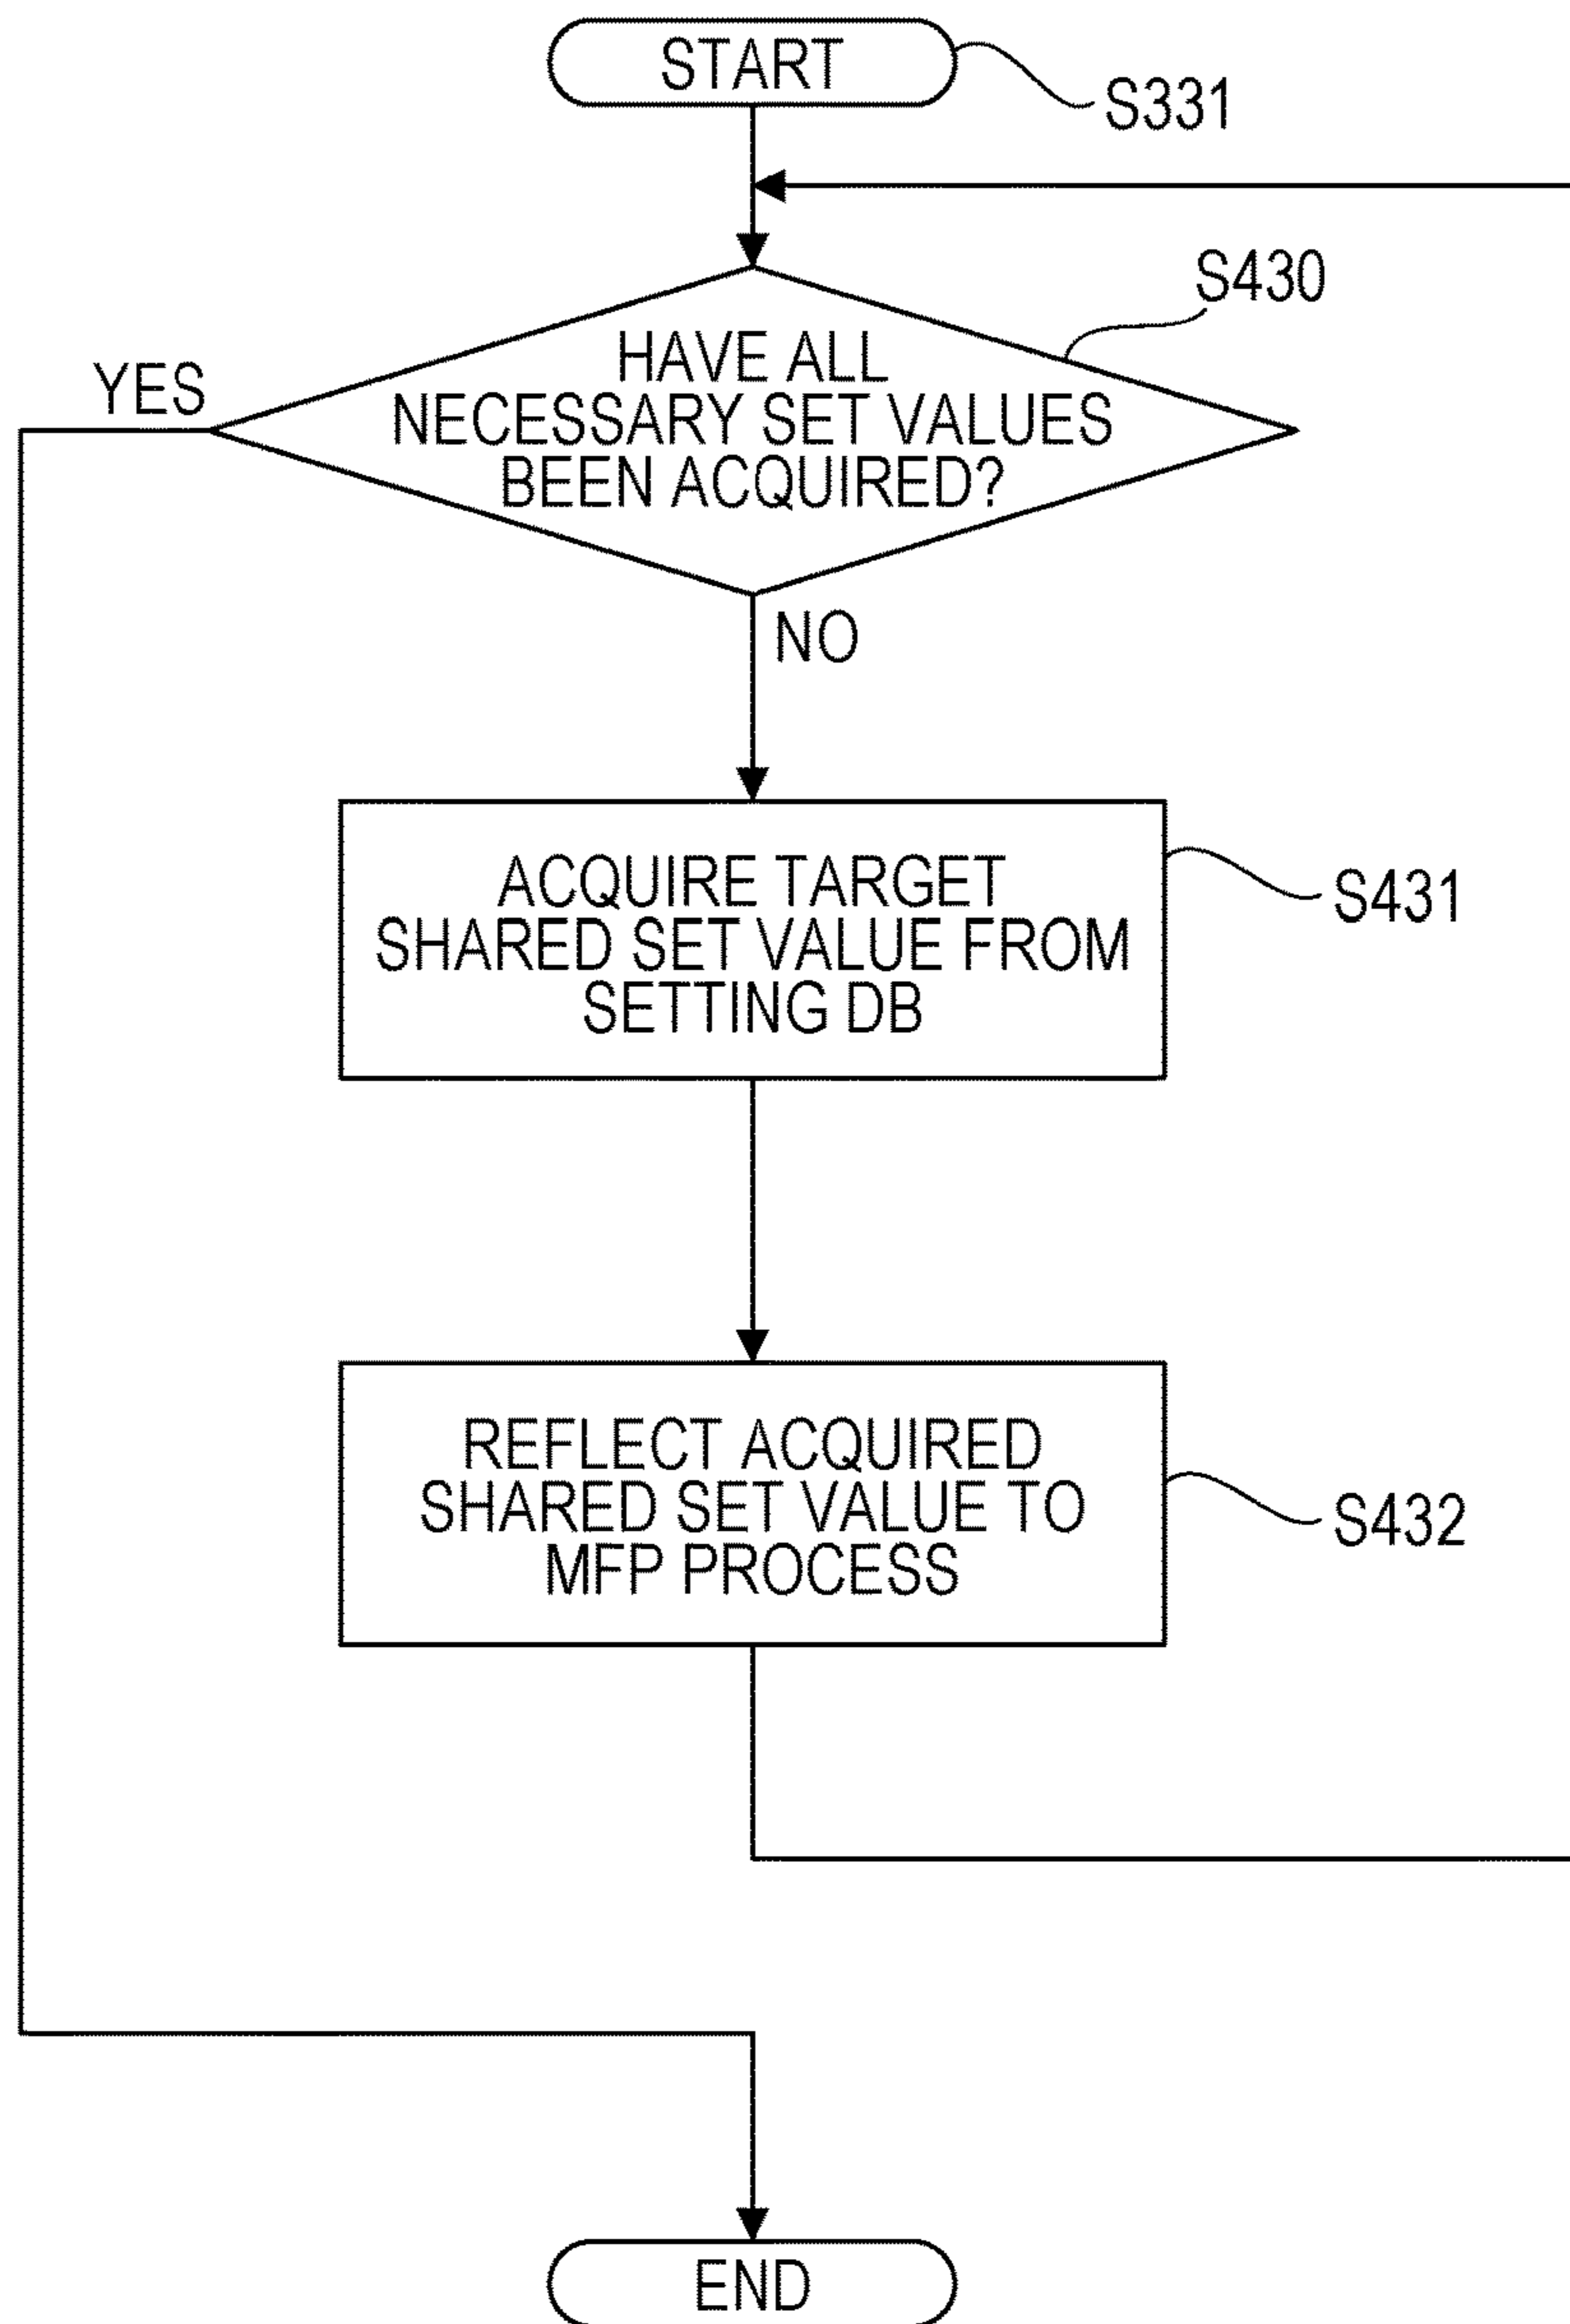 START
S331
S430
HAVE ALL
NECESSARY SET VALUES
BEEN ACQUIRED?
YES
NO
ACQUIRE TARGET
SHARED SET VALUE FROM
SETTING DB
S431
REFLECT ACQUIRED
SHARED SET VALUE TO
MFP PROCESS
S432
END